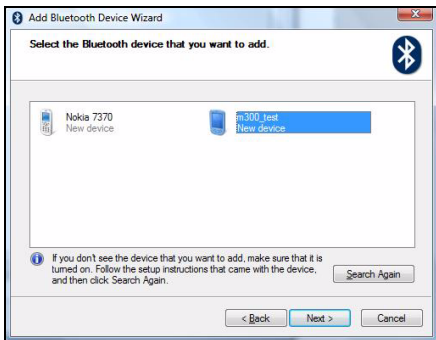 Add Bluetooth Device Wizard
Select the Bluetooth device that you want to add.
Nokia 7370
New device
m300_test
New device
If you don't see the device that you want to add, make sure that it is
turned on. Follow the setup instructions that came with the device,
and then click Search Again.
Search Again
< Back
Next >
Cancel